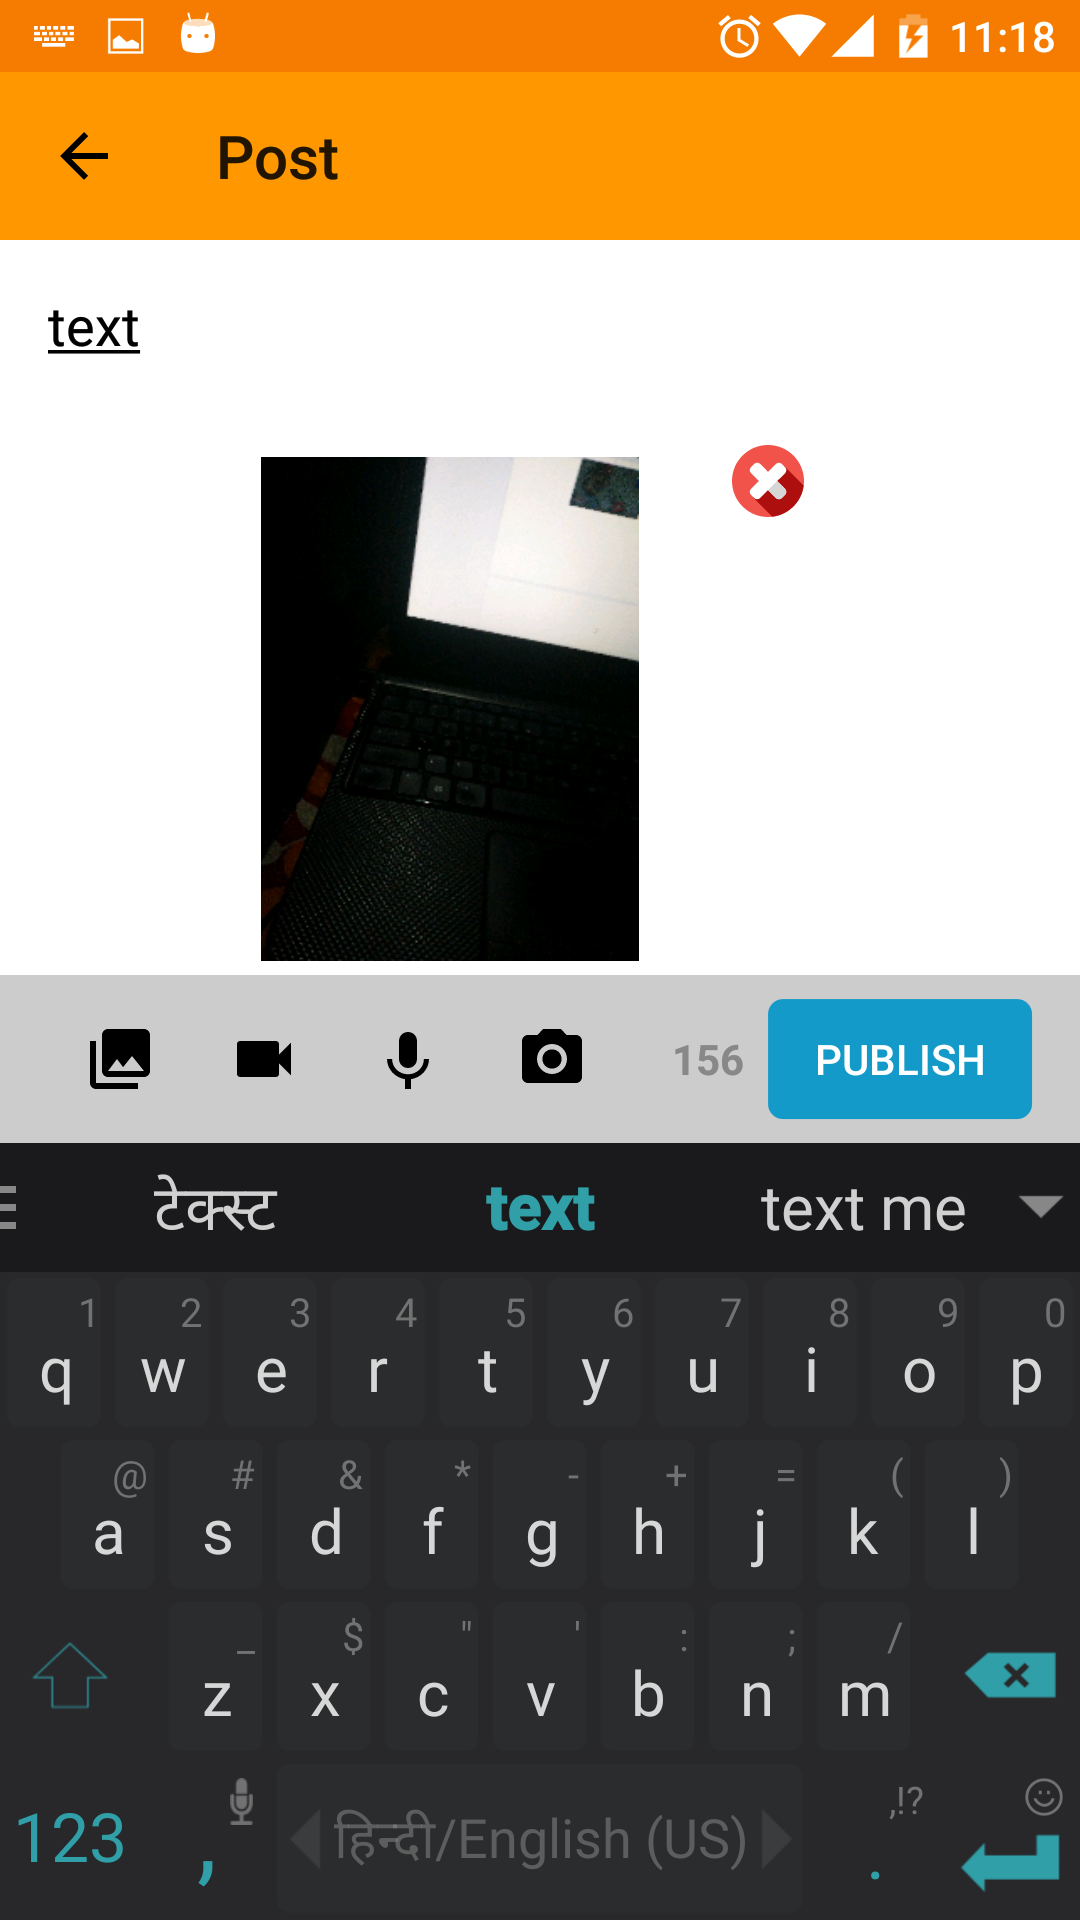 11:18
Post
text
156 PUBLISH
टेक्स्ट text text me
1 2 3 4 5 6 7 8 9 0
q w e r t y u i o p
@ # & * - + = ( )
a s d f g h j k l
_ $ " ' : ; /
z x c v b n m
,!?
123 , हिन्दी/English (US) .